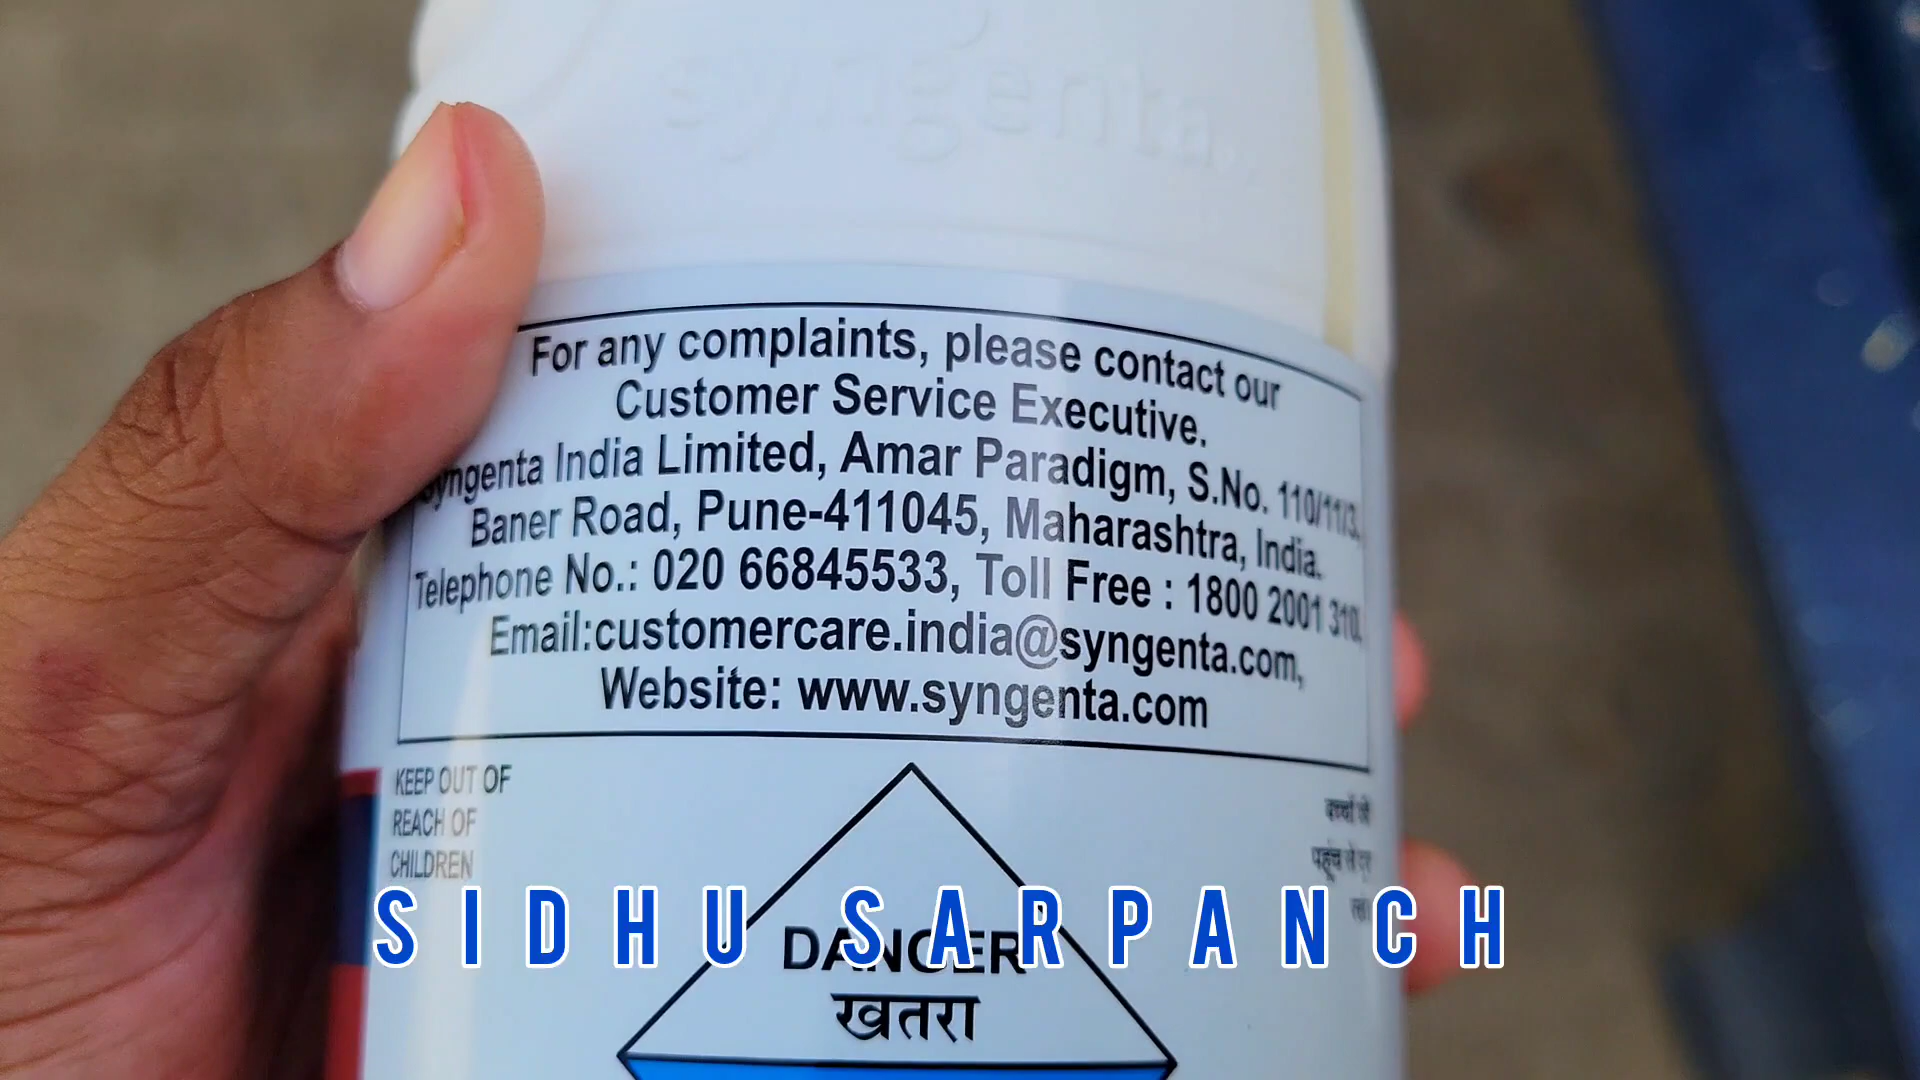 syngenta
For any complaints, please contact our
Customer Service Executive.
Syngenta India Limited, Amar Paradigm, S.No. 110/11/3,
Baner Road, Pune-411045, Maharashtra, India.
Telephone No.: 020 66845533, Toll Free : 1800 2001 310,
Email:customercare.india@syngenta.com,
Website: www.syngenta.com
KEEP OUT OF
REACH OF
CHILDREN
बच्चों की
पहुंच से दूर
SIDHU SARPANCH
DANGER
खतरा